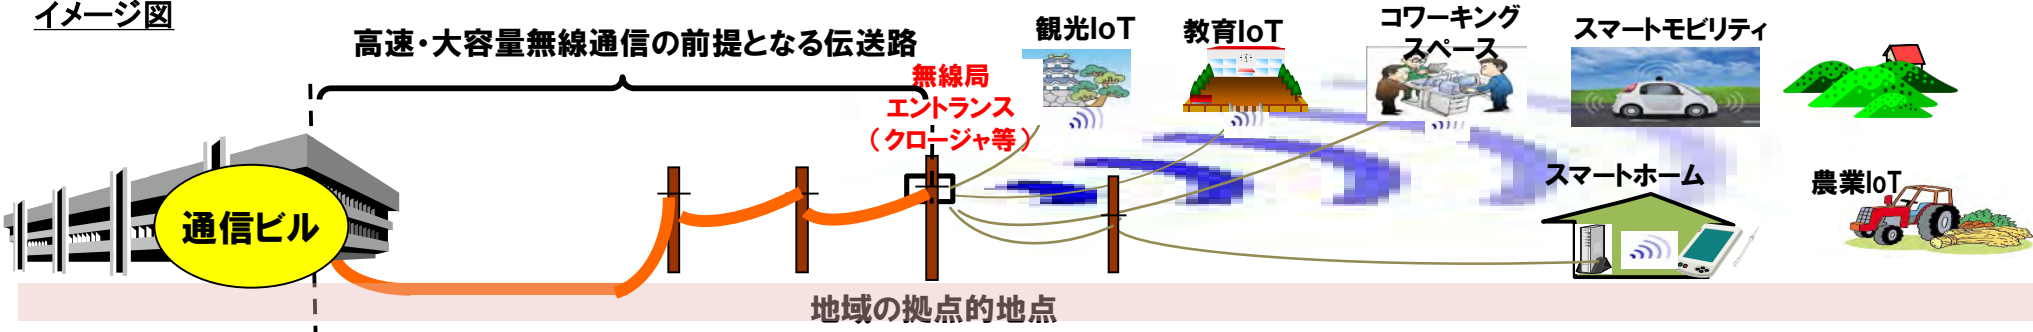 イメージ図
高速・大容量無線通信の前提となる伝送路
無線局
エントランス
（クロージャ等）
観光IoT
教育IoT
コワーキング
スペース
スマートモビリティ
スマートホーム
農業IoT
通信ビル
地域の拠点的地点